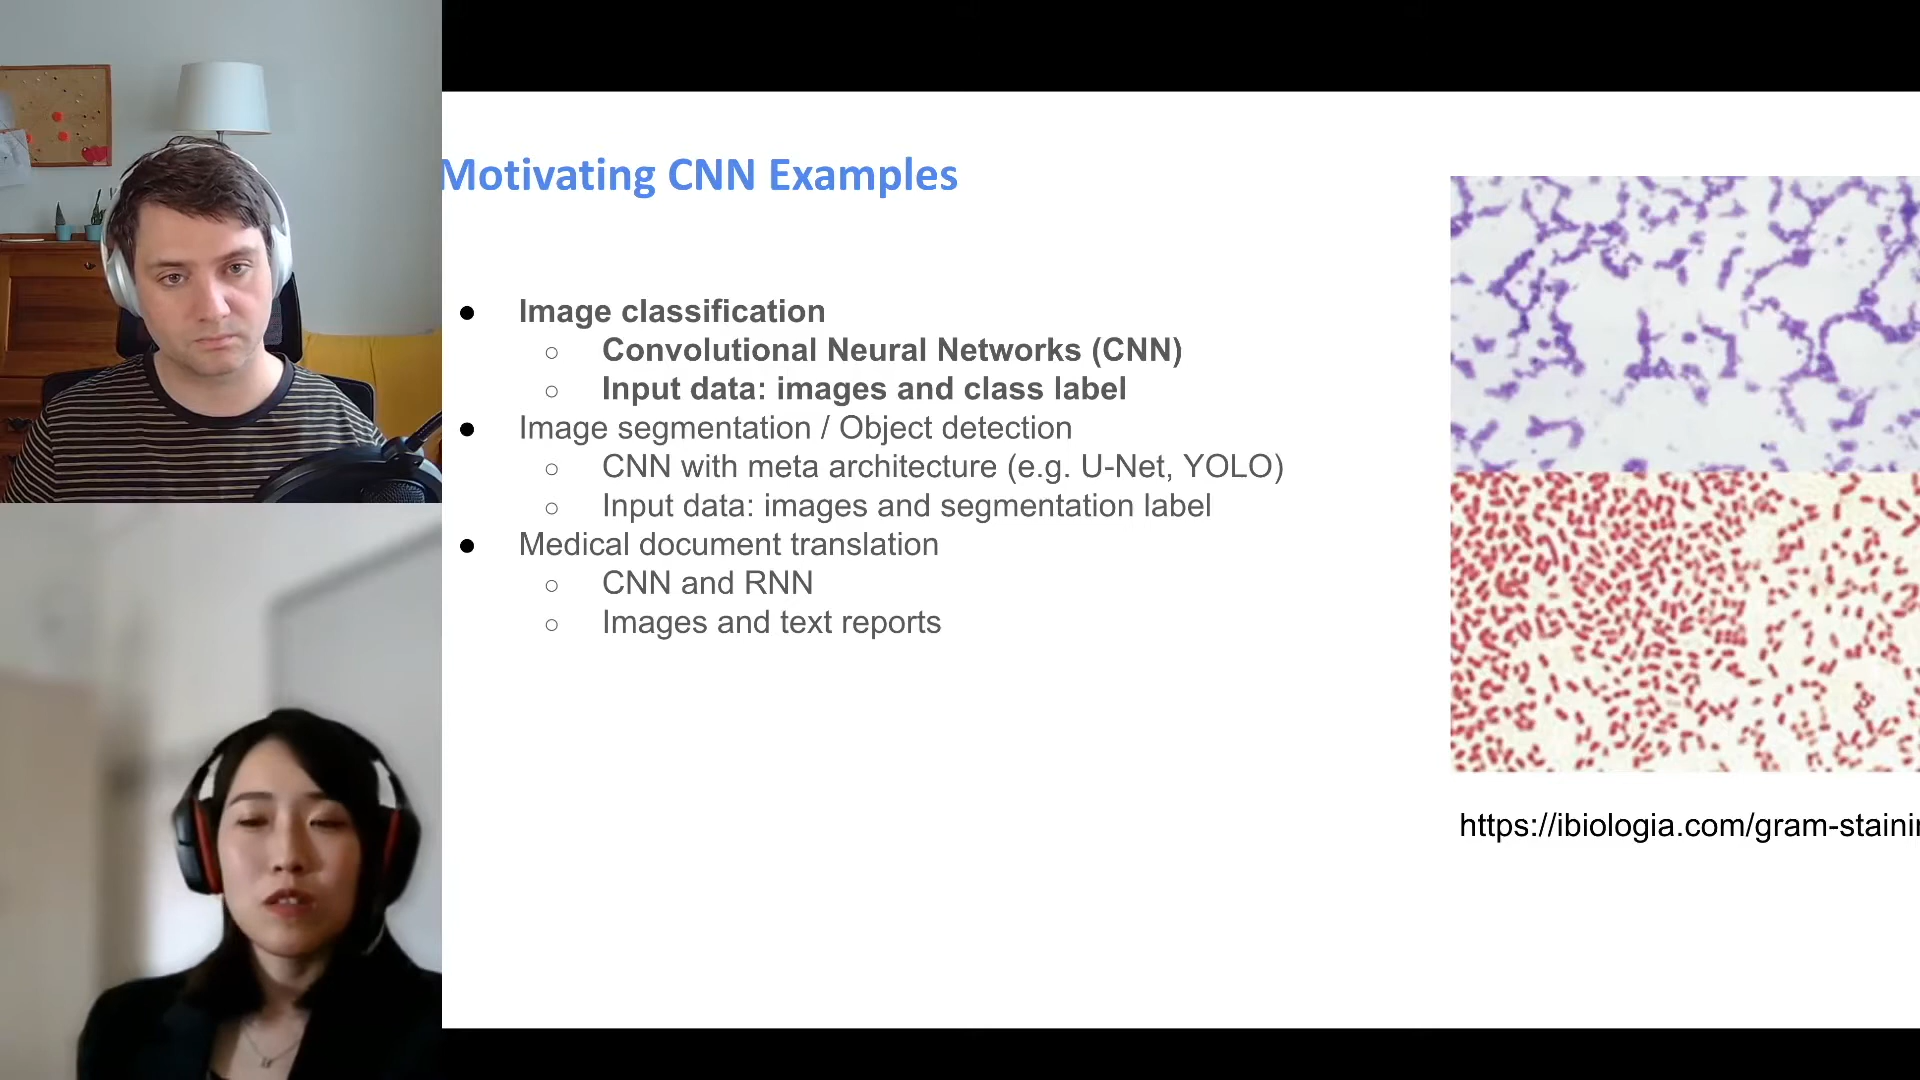 Motivating CNN Examples
● Image classification
○ Convolutional Neural Networks (CNN)
○ Input data: images and class label
● Image segmentation / Object detection
○ CNN with meta architecture (e.g. U-Net, YOLO)
○ Input data: images and segmentation label
● Medical document translation
○ CNN and RNN
○ Images and text reports
https://ibiologia.com/gram-staini